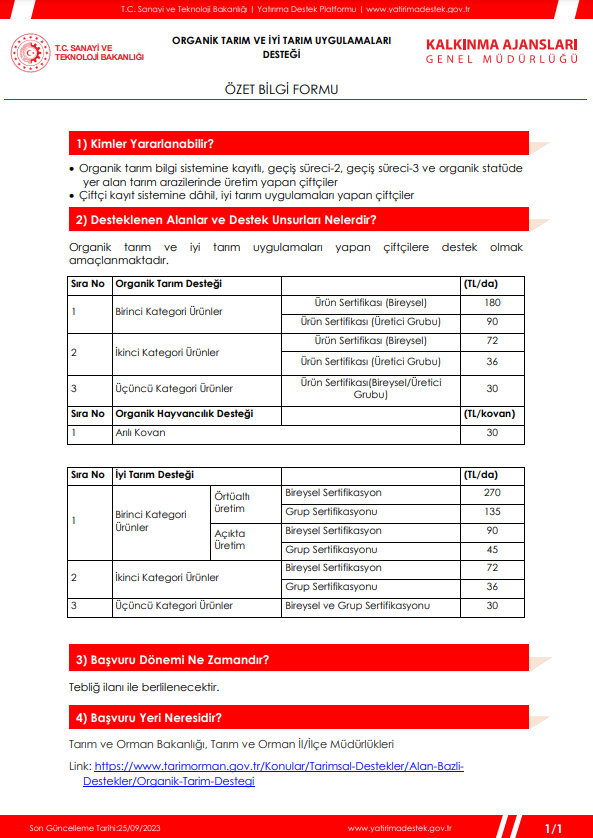 T.C. Sanayi ve Teknoloji Bakanlığı | Yatırıma Destek Platformu | www.yatirimadestek.gov.tr
T.C. SANAYİ VE
TEKNOLOJİ BAKANLIĞI
ORGANİK TARIM VE İYİ TARIM UYGULAMALARI
DESTEĞİ
KALKINMA AJANSLARI
GENEL MÜDÜRLÜĞÜ
ÖZET BİLGİ FORMU
1) Kimler Yararlanabilir?
• Organik tarım bilgi sistemine kayıtlı, geçiş süreci-2, geçiş süreci-3 ve organik statüde
yer alan tarım arazilerinde üretim yapan çiftçiler
• Çiftçi kayıt sistemine dâhil, iyi tarım uygulamaları yapan çiftçiler
2) Desteklenen Alanlar ve Destek Unsurları Nelerdir?
Organik tarım ve iyi tarım uygulamaları yapan çiftçilere destek olmak
amaçlanmaktadır.
Sıra No Organik Tarım Desteği (TL/da)
1 Birinci Kategori Ürünler Ürün Sertifikası (Bireysel) 180
Ürün Sertifikası (Üretici Grubu) 90
2 İkinci Kategori Ürünler Ürün Sertifikası (Bireysel) 72
Ürün Sertifikası (Üretici Grubu) 36
3 Üçüncü Kategori Ürünler Ürün Sertifikası(Bireysel/Üretici
Grubu) 30
Sıra No Organik Hayvancılık Desteği (TL/kovan)
1 Arılı Kovan 30
Sıra No İyi Tarım Desteği (TL/da)
1 Birinci Kategori
Ürünler Örtüaltı
üretim Bireysel Sertifikasyon 270
Grup Sertifikasyonu 135
Açıkta
Üretim Bireysel Sertifikasyon 90
Grup Sertifikasyonu 45
2 İkinci Kategori Ürünler Bireysel Sertifikasyon 72
Grup Sertifikasyonu 36
3 Üçüncü Kategori Ürünler Bireysel ve Grup Sertifikasyonu 30
3) Başvuru Dönemi Ne Zamandır?
Tebliğ ilanı ile berlilenecektir.
4) Başvuru Yeri Neresidir?
Tarım ve Orman Bakanlığı, Tarım ve Orman İl/İlçe Müdürlükleri
Link: https://www.tarimorman.gov.tr/Konular/Tarimsal-Destekler/Alan-Bazli-
Destekler/Organik-Tarim-Destegi
Son Güncelleme Tarihi:25/09/2023
www.yatirimadestek.gov.tr
1/1